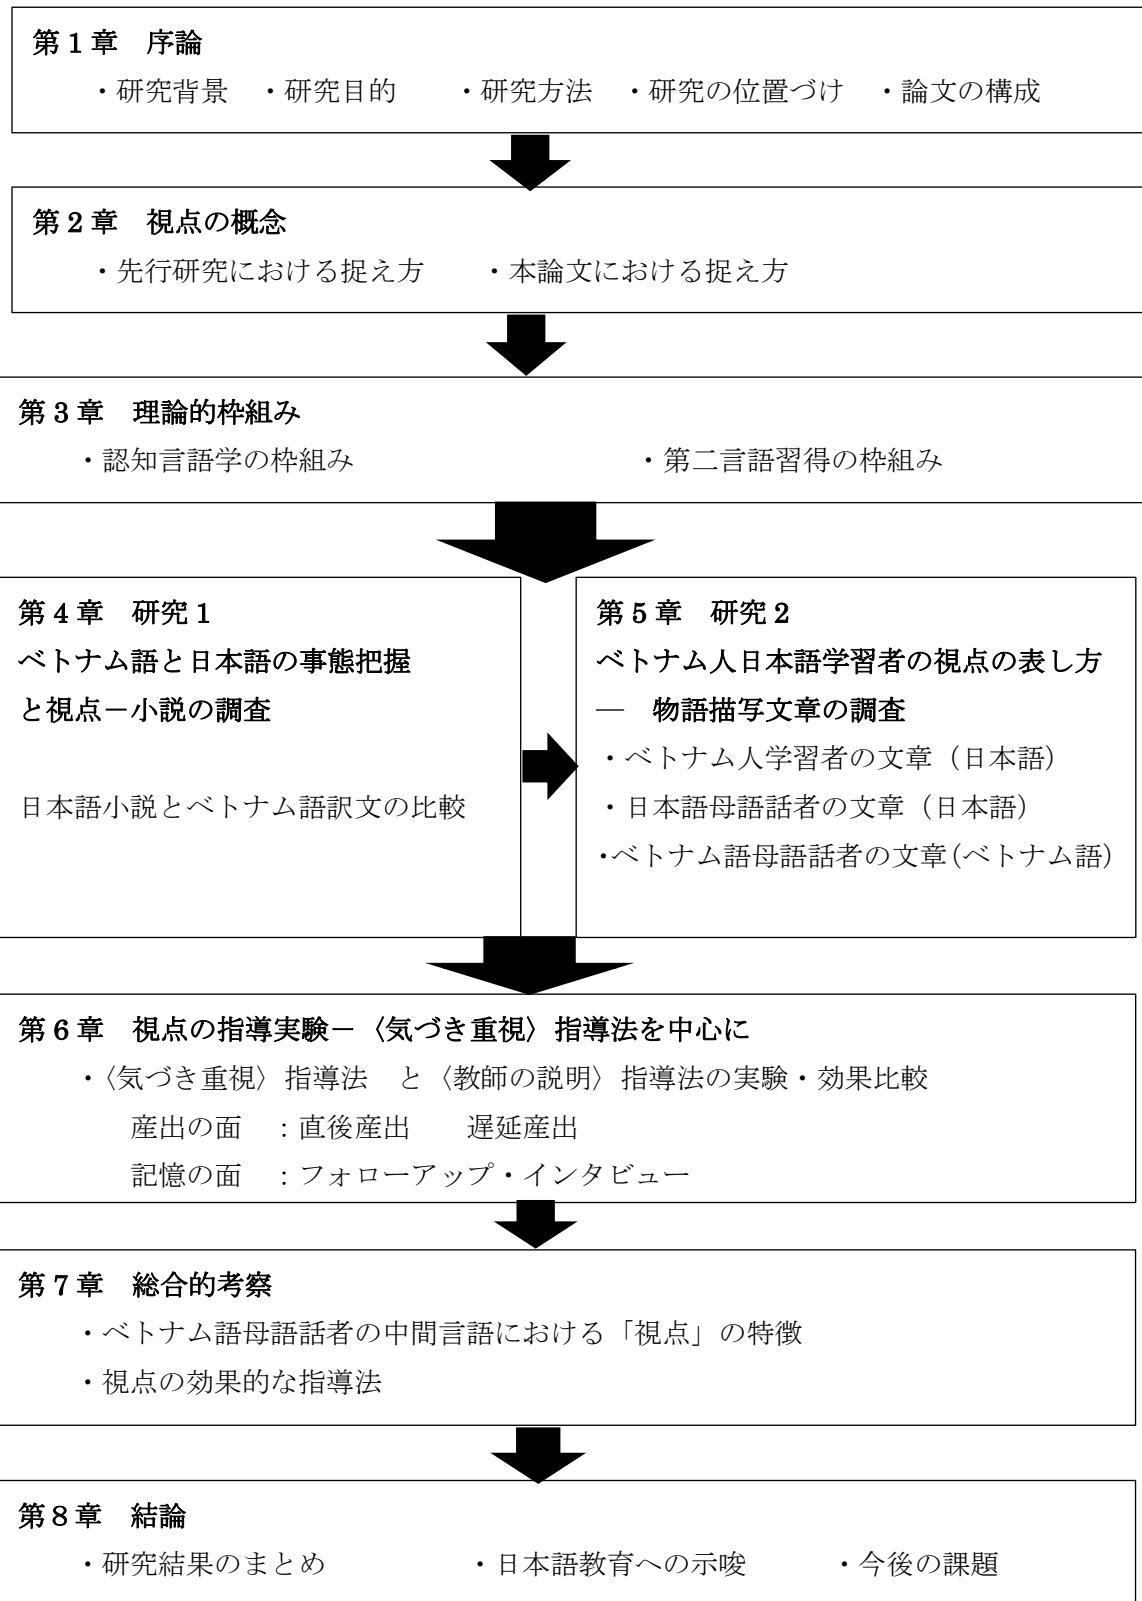 第1章　序論
・研究背景　・研究目的　　・研究方法　・研究の位置づけ　・論文の構成
第2章　視点の概念
・先行研究における捉え方　　・本論文における捉え方
第3章　理論的枠組み
・認知言語学の枠組み　　・第二言語習得の枠組み
第4章　研究1
ベトナム語と日本語の事態把握
と視点－小説の調査
日本語小説とベトナム語訳文の比較
第5章　研究2
ベトナム人日本語学習者の視点の表し方
―　物語描写文章の調査
・ベトナム人学習者の文章（日本語）
・日本語母語話者の文章（日本語）
・ベトナム語母語話者の文章(ベトナム語)
第6章　視点の指導実験－〈気づき重視〉指導法を中心に
・〈気づき重視〉指導法　と〈教師の説明〉指導法の実験・効果比較
産出の面　：直後産出　　遅延産出
記憶の面　：フォローアップ・インタビュー
第7章　総合的考察
・ベトナム語母語話者の中間言語における「視点」の特徴
・視点の効果的な指導法
第8章　結論
・研究結果のまとめ　　・日本語教育への示唆　　・今後の課題